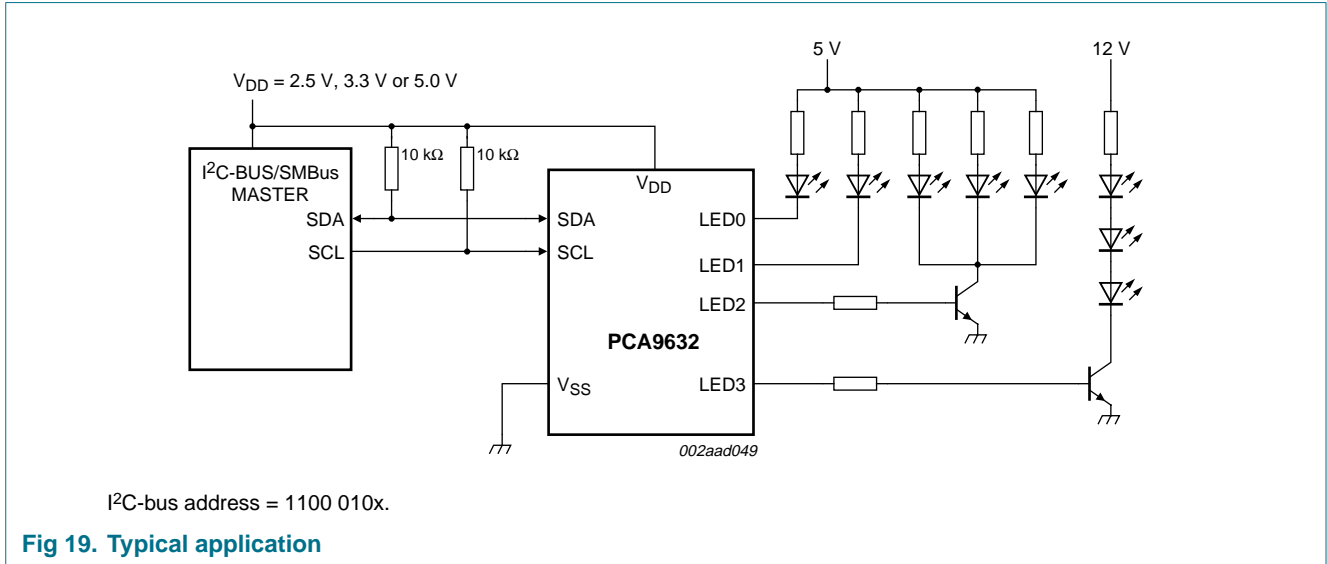 5 V
12 V
VDD = 2.5 V, 3.3 V or 5.0 V
10 kΩ
10 kΩ
I2C-BUS/SMBus
MASTER
SDA
SCL
VDD
SDA
SCL
VSS
PCA9632
LED0
LED1
LED2
LED3
002aad049
I2C-bus address = 1100 010x.
Fig 19. Typical application